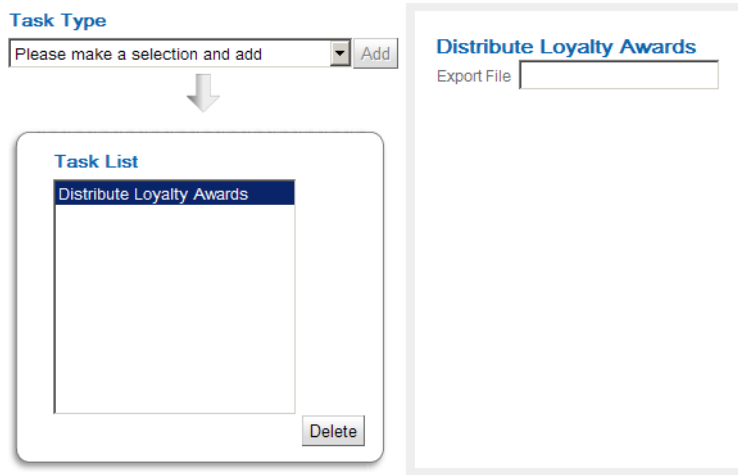 Task Type
Please make a selection and add
Add
Task List
Distribute Loyalty Awards
Delete
Distribute Loyalty Awards
Export File